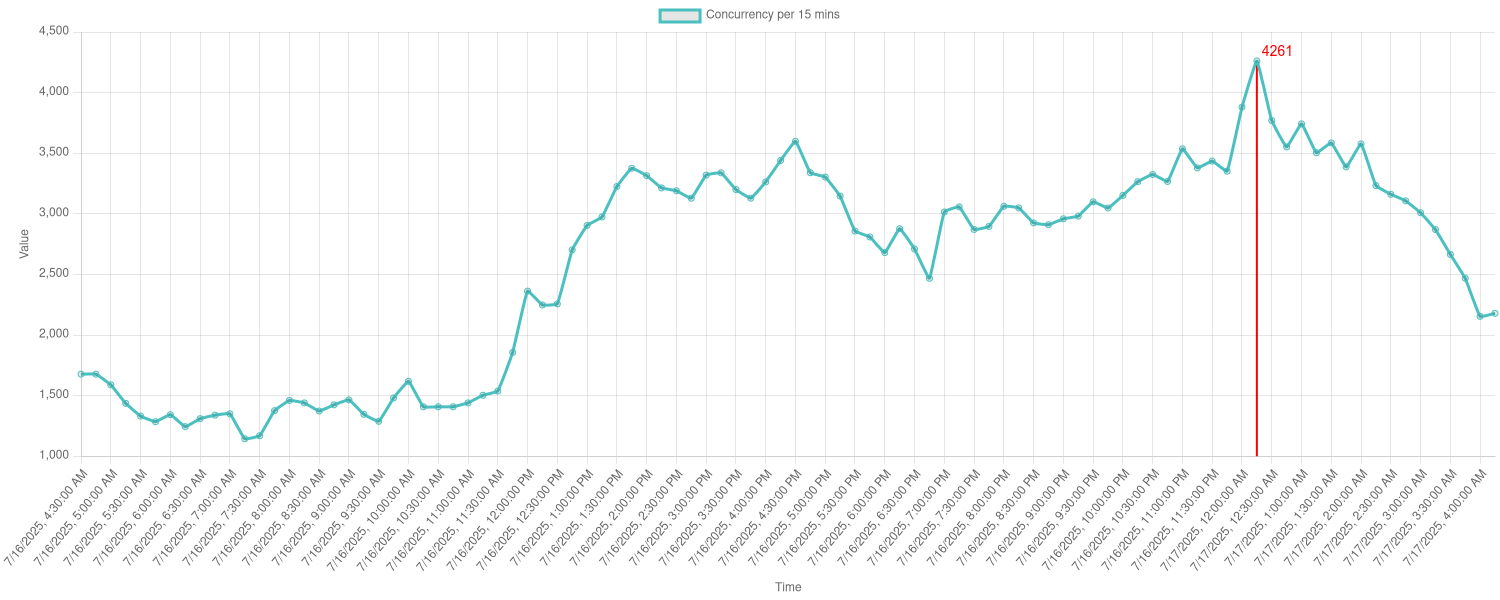 Concurrency per 15 mins
4261
4,500
4,000
3,500
3,000
2,500
2,000
1,500
1,000
Value
7/16/2025, 4:30:00 AM
7/16/2025, 5:00:00 AM
7/16/2025, 5:30:00 AM
7/16/2025, 6:00:00 AM
7/16/2025, 6:30:00 AM
7/16/2025, 7:00:00 AM
7/16/2025, 7:30:00 AM
7/16/2025, 8:00:00 AM
7/16/2025, 8:30:00 AM
7/16/2025, 9:00:00 AM
7/16/2025, 9:30:00 AM
7/16/2025, 10:00:00 AM
7/16/2025, 10:30:00 AM
7/16/2025, 11:00:00 AM
7/16/2025, 11:30:00 AM
7/16/2025, 12:00:00 PM
7/16/2025, 12:30:00 PM
7/16/2025, 1:00:00 PM
7/16/2025, 1:30:00 PM
7/16/2025, 2:00:00 PM
7/16/2025, 2:30:00 PM
7/16/2025, 3:00:00 PM
7/16/2025, 3:30:00 PM
7/16/2025, 4:00:00 PM
7/16/2025, 4:30:00 PM
7/16/2025, 5:00:00 PM
7/16/2025, 5:30:00 PM
7/16/2025, 6:00:00 PM
7/16/2025, 6:30:00 PM
7/16/2025, 7:00:00 PM
7/16/2025, 7:30:00 PM
7/16/2025, 8:00:00 PM
7/16/2025, 8:30:00 PM
7/16/2025, 9:00:00 PM
7/16/2025, 9:30:00 PM
7/16/2025, 10:00:00 PM
7/16/2025, 10:30:00 PM
7/16/2025, 11:00:00 PM
7/16/2025, 11:30:00 PM
7/17/2025, 12:00:00 AM
7/17/2025, 12:30:00 AM
7/17/2025, 1:00:00 AM
7/17/2025, 1:30:00 AM
7/17/2025, 2:00:00 AM
7/17/2025, 2:30:00 AM
7/17/2025, 3:00:00 AM
7/17/2025, 3:30:00 AM
7/17/2025, 4:00:00 AM
Time